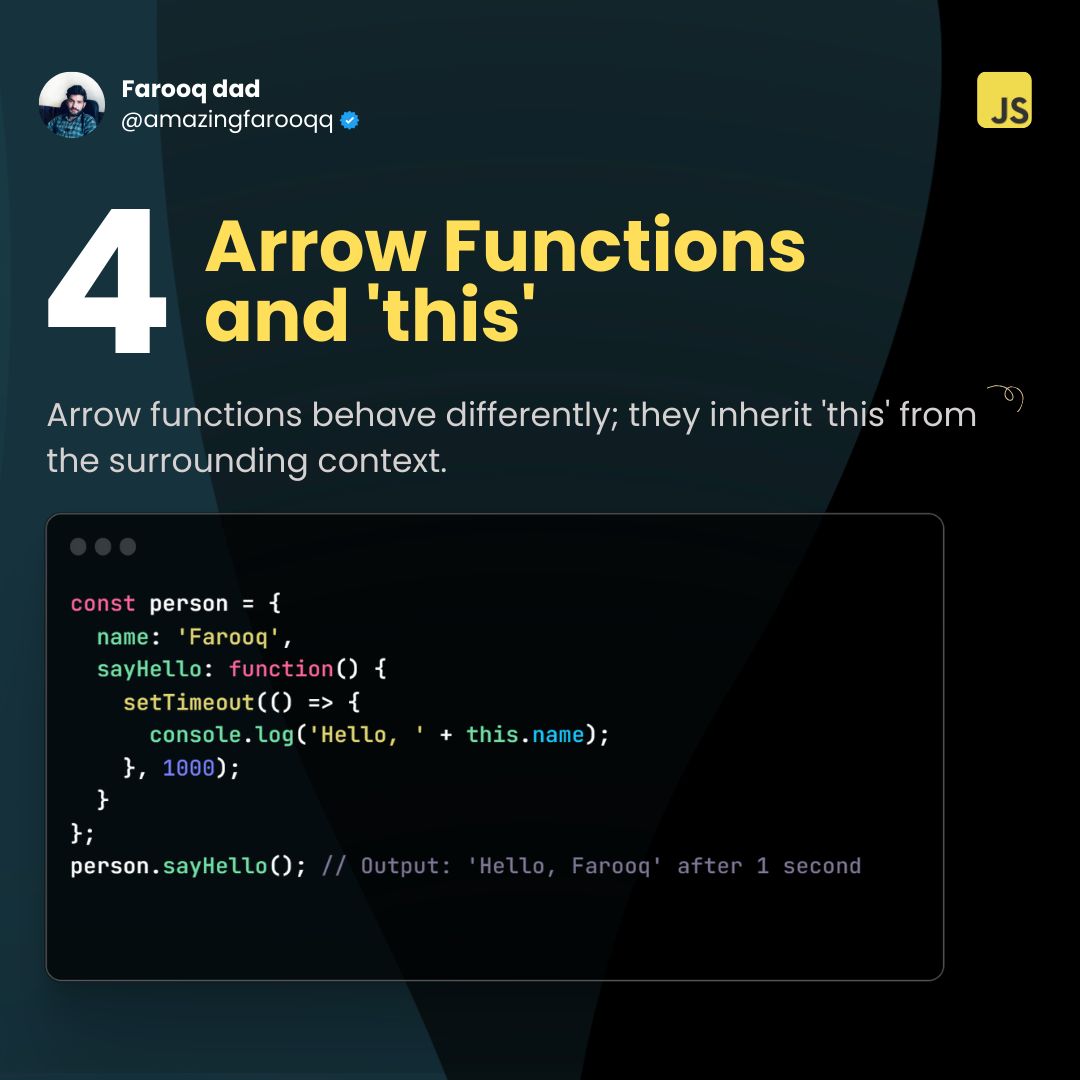 Farooq dad
@amazingfarooqq
JS
4
Arrow Functions
and 'this'
Arrow functions behave differently; they inherit 'this' from
the surrounding context.
const person = {
  name: 'Farooq',
  sayHello: function() {
    setTimeout(() => {
      console.log('Hello, ' + this.name);
    }, 1000);
  }
};
person.sayHello(); // Output: 'Hello, Farooq' after 1 second